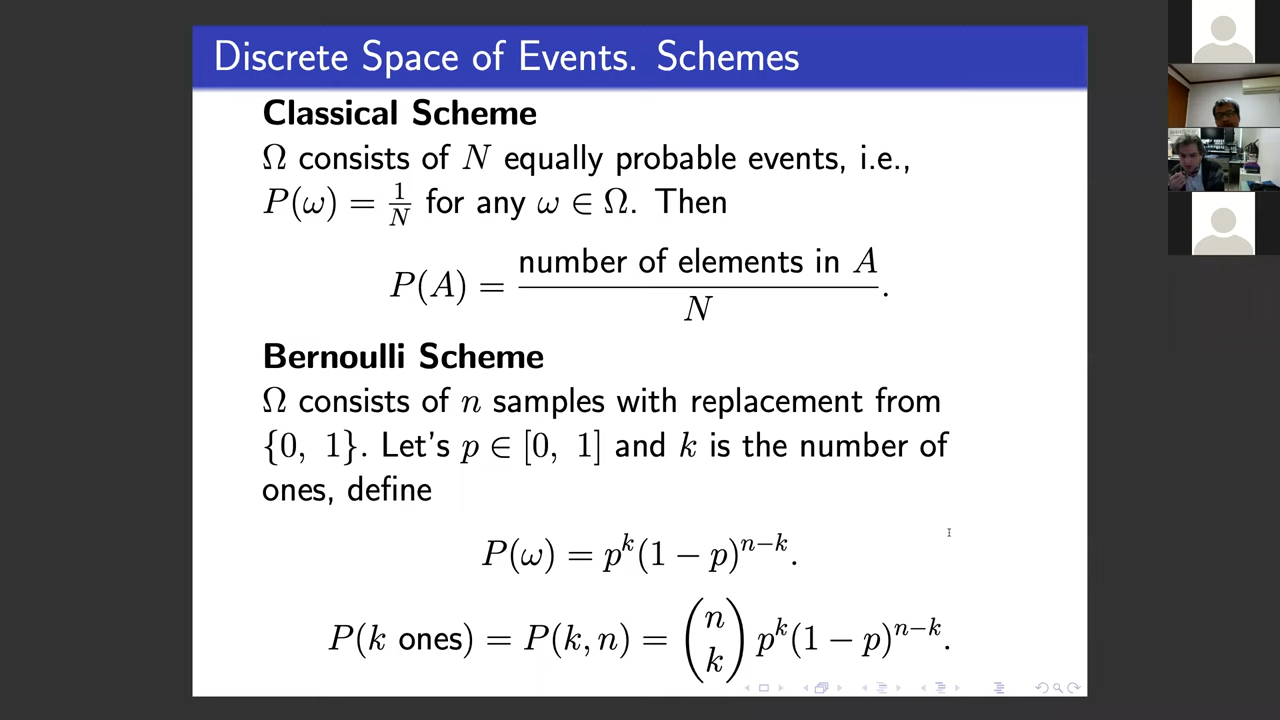 Discrete Space of Events. Schemes
Classical Scheme
Ω consists of N equally probable events, i.e.,
P(ω) = 1/N for any ω ∈ Ω. Then
P(A) = number of elements in A / N.
Bernoulli Scheme
Ω consists of n samples with replacement from
{0, 1}. Let's p ∈ [0, 1] and k is the number of
ones, define
P(ω) = p^k(1 − p)^{n−k}.
P(k ones) = P(k, n) = \binom{n}{k} p^k(1 − p)^{n−k}.